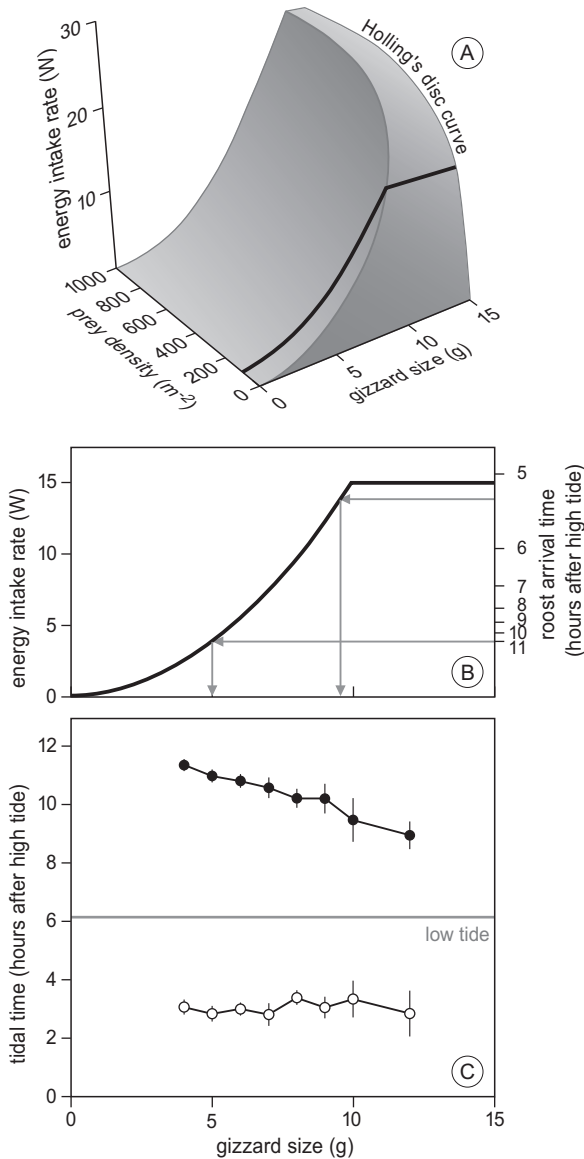 A
Holling's disc curve
energy intake rate (W)
30
20
10
1000
800
600
400
200
0
prey density (m-2)
0
5
10
15
gizzard size (g)
B
energy intake rate (W)
15
10
5
0
5
6
7
8
9
10
11
roost arrival time
(hours after high tide)
C
tidal time (hours after high tide)
12
10
8
6
4
2
0
low tide
0
5
10
15
gizzard size (g)